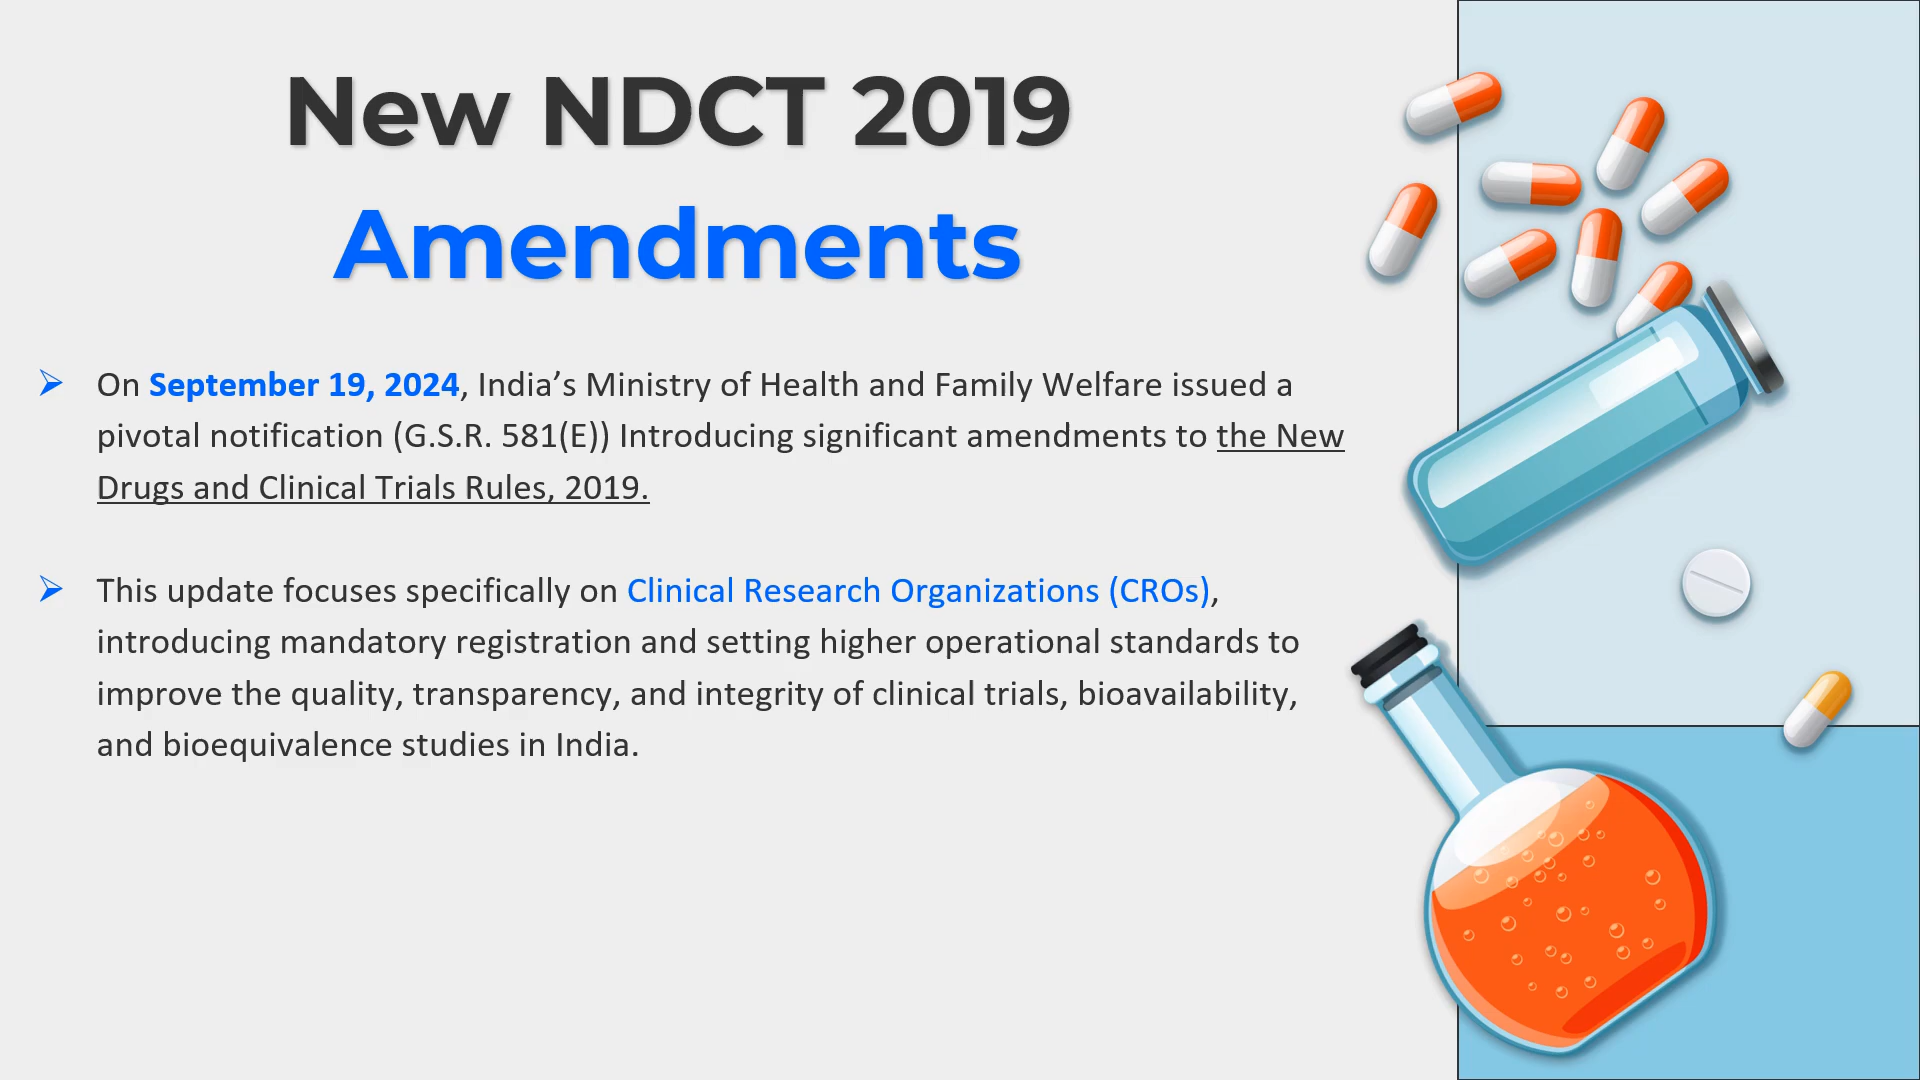 New NDCT 2019
Amendments
➢ On September 19, 2024, India’s Ministry of Health and Family Welfare issued a
pivotal notification (G.S.R. 581(E)) Introducing significant amendments to the New
Drugs and Clinical Trials Rules, 2019.
➢ This update focuses specifically on Clinical Research Organizations (CROs),
introducing mandatory registration and setting higher operational standards to
improve the quality, transparency, and integrity of clinical trials, bioavailability,
and bioequivalence studies in India.